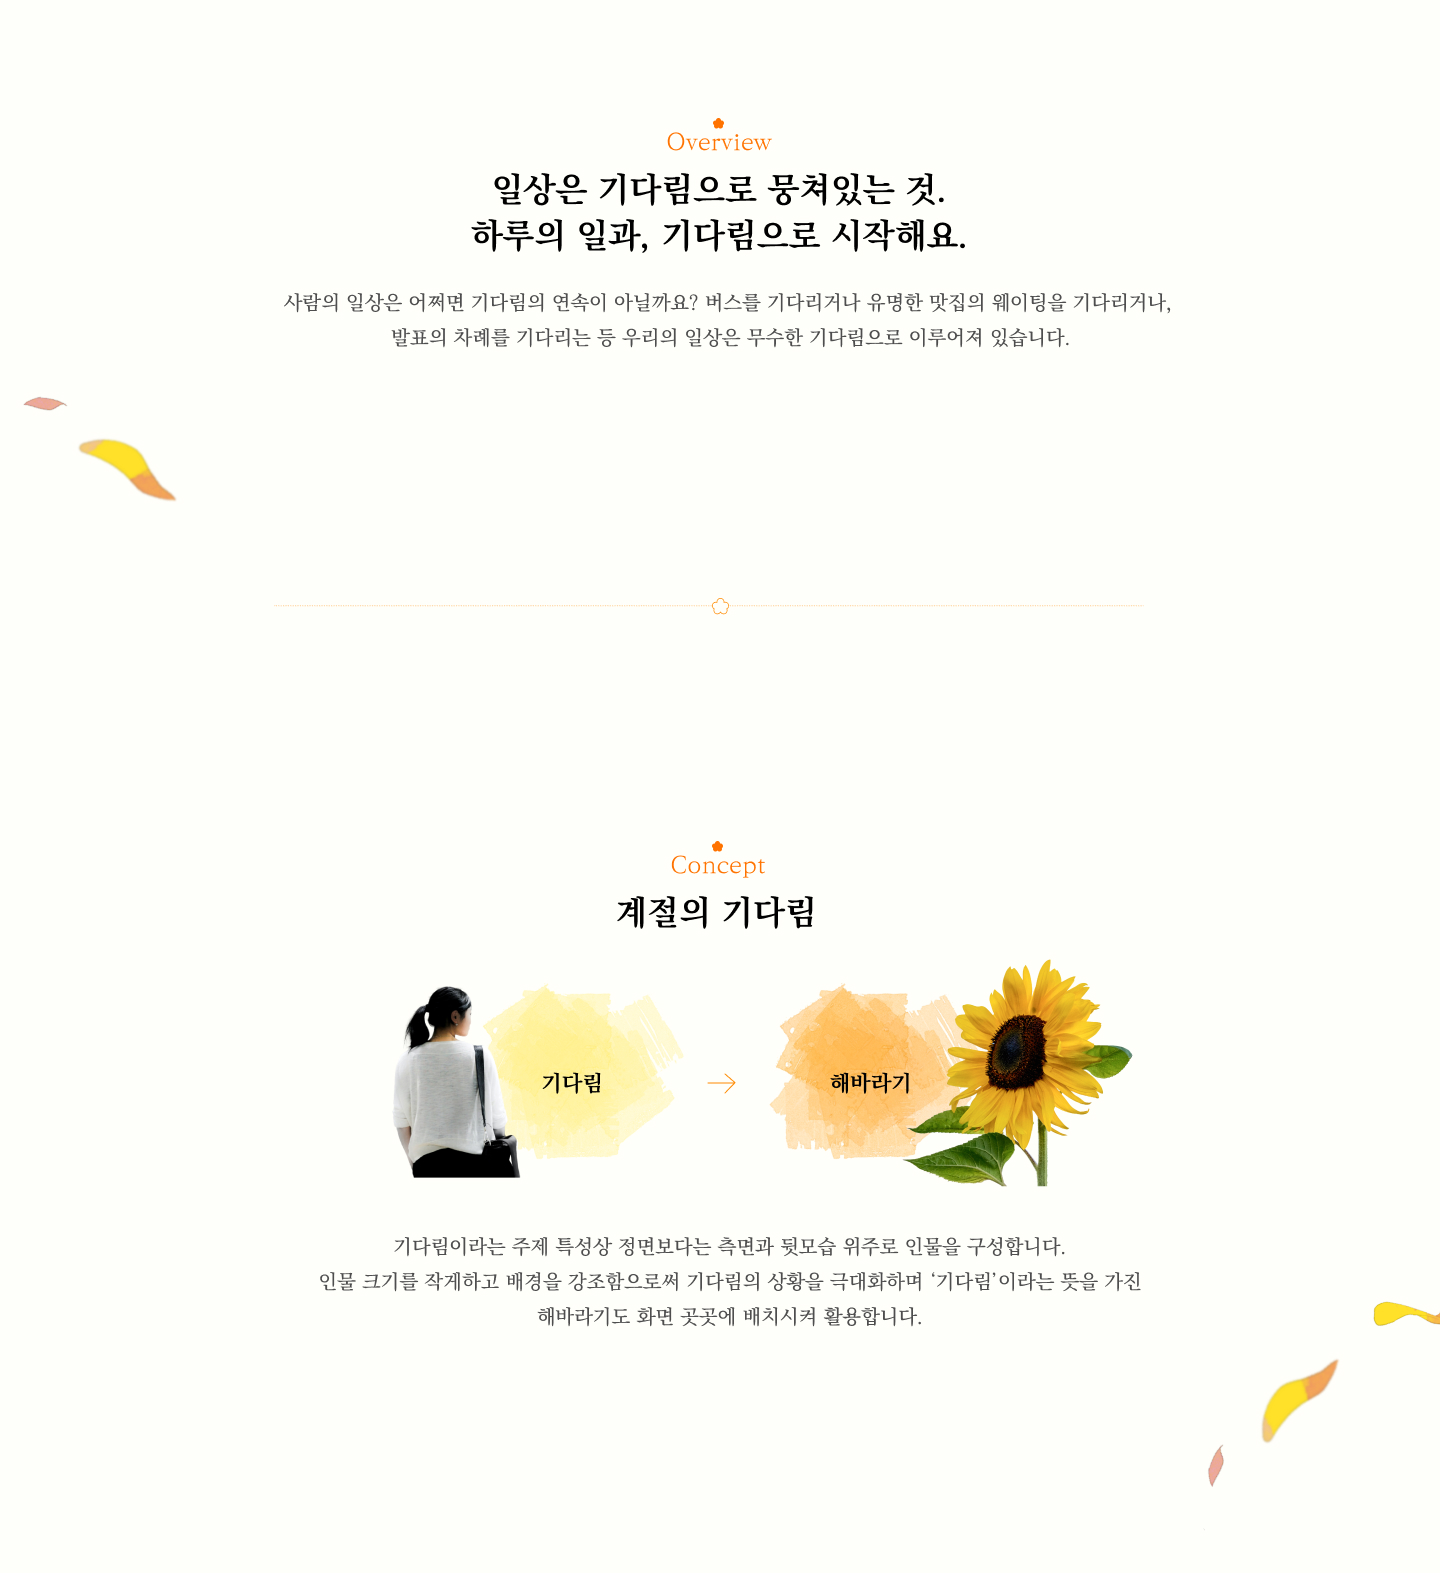 Overview
일상은 기다림으로 뭉쳐있는 것.
하루의 일과, 기다림으로 시작해요.
사람의 일상은 어쩌면 기다림의 연속이 아닐까요? 버스를 기다리거나 유명한 맛집의 웨이팅을 기다리거나,
발표의 차례를 기다리는 등 우리의 일상은 무수한 기다림으로 이루어져 있습니다.
Concept
계절의 기다림
기다림
해바라기
기다림이라는 주제 특성상 정면보다는 측면과 뒷모습 위주로 인물을 구성합니다.
인물 크기를 작게하고 배경을 강조함으로써 기다림의 상황을 극대화하며 ‘기다림’이라는 뜻을 가진
해바라기도 화면 곳곳에 배치시켜 활용합니다.